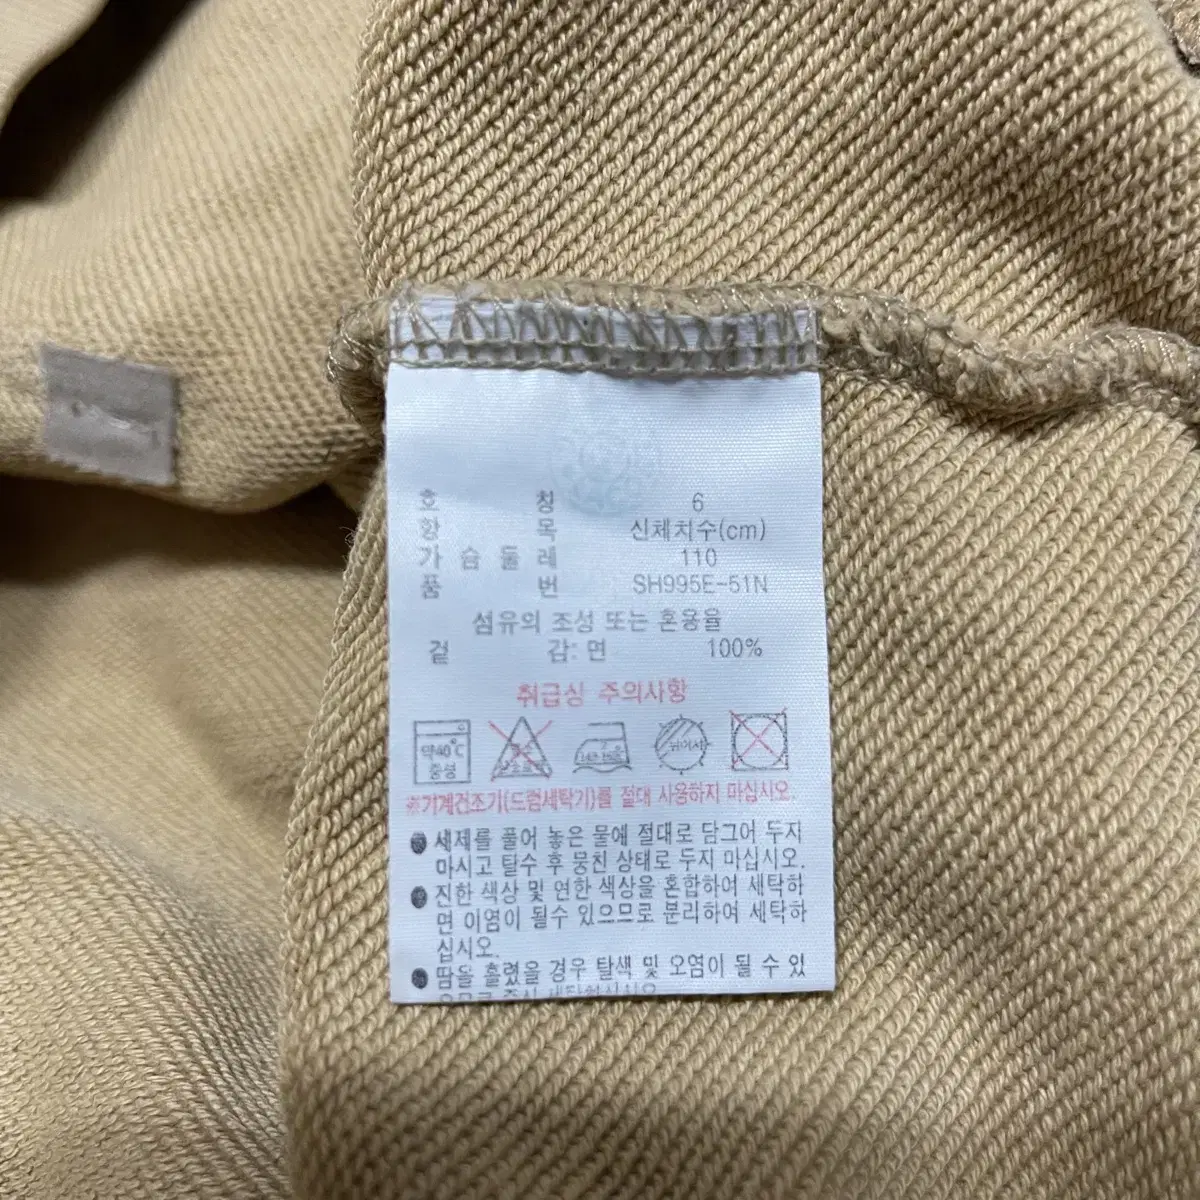 호 칭 6
항 목 신체치수(cm)
가 슴 둘 레 110
품 번 SH995E-51N
섬유의 조성 또는 혼용율
겉 감: 면 100%
취급상 주의사항
약40℃
중성
※기계건조기(드럼세탁기)를 절대 사용하지 마십시오.
● 세제를 풀어 놓은 물에 절대로 담그어 두지
마시고 탈수 후 뭉친 상태로 두지 마십시오.
● 진한 색상 및 연한 색상을 혼합하여 세탁하
면 이염이 될수 있으므로 분리하여 세탁하
십시오.
● 땀을 흘렸을 경우 탈색 및 오염이 될 수 있